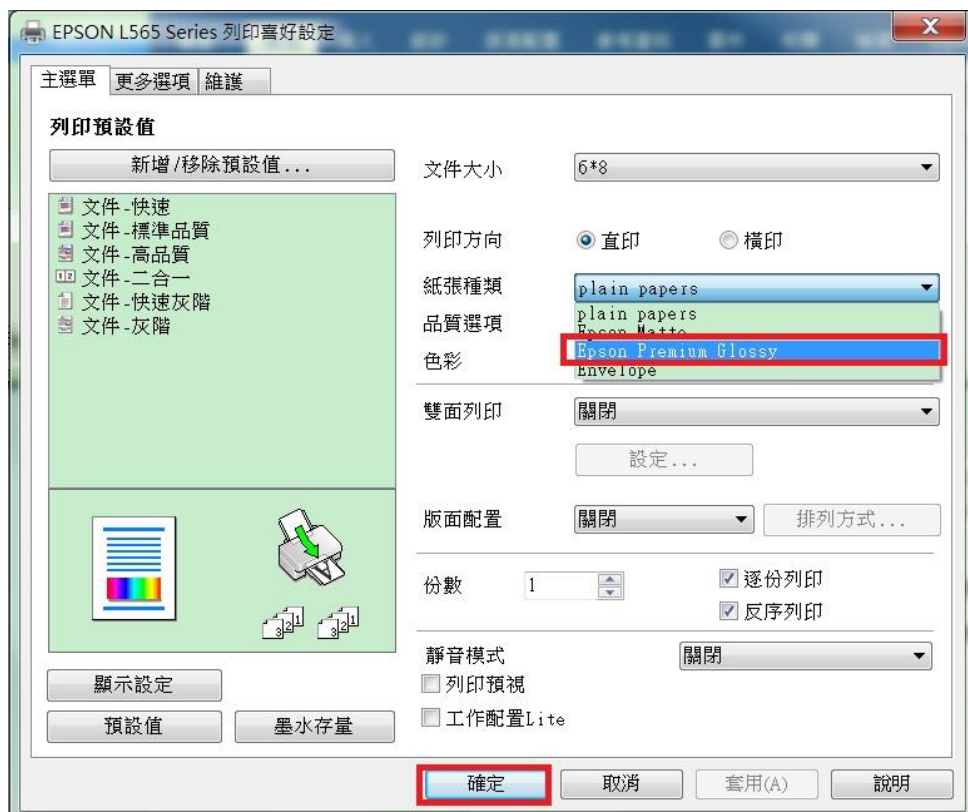 EPSON L565 Series 列印喜好設定
主選單 更多選項 維護
列印預設值
新增/移除預設值...
文件-快速
文件-標準品質
文件-高品質
文件-二合一
文件-快速灰階
文件-灰階
顯示設定
預設值 墨水存量
文件大小 6*8
列印方向 直印 橫印
紙張種類 plain papers
plain papers
品質選項 Epson Matte
Epson Premium Glossy
色彩 Envelope
雙面列印 關閉
設定...
版面配置 關閉 排列方式...
份數 1 逐份列印
反序列印
靜音模式 關閉
列印預視
工作配置Lite
確定 取消 套用(A) 說明